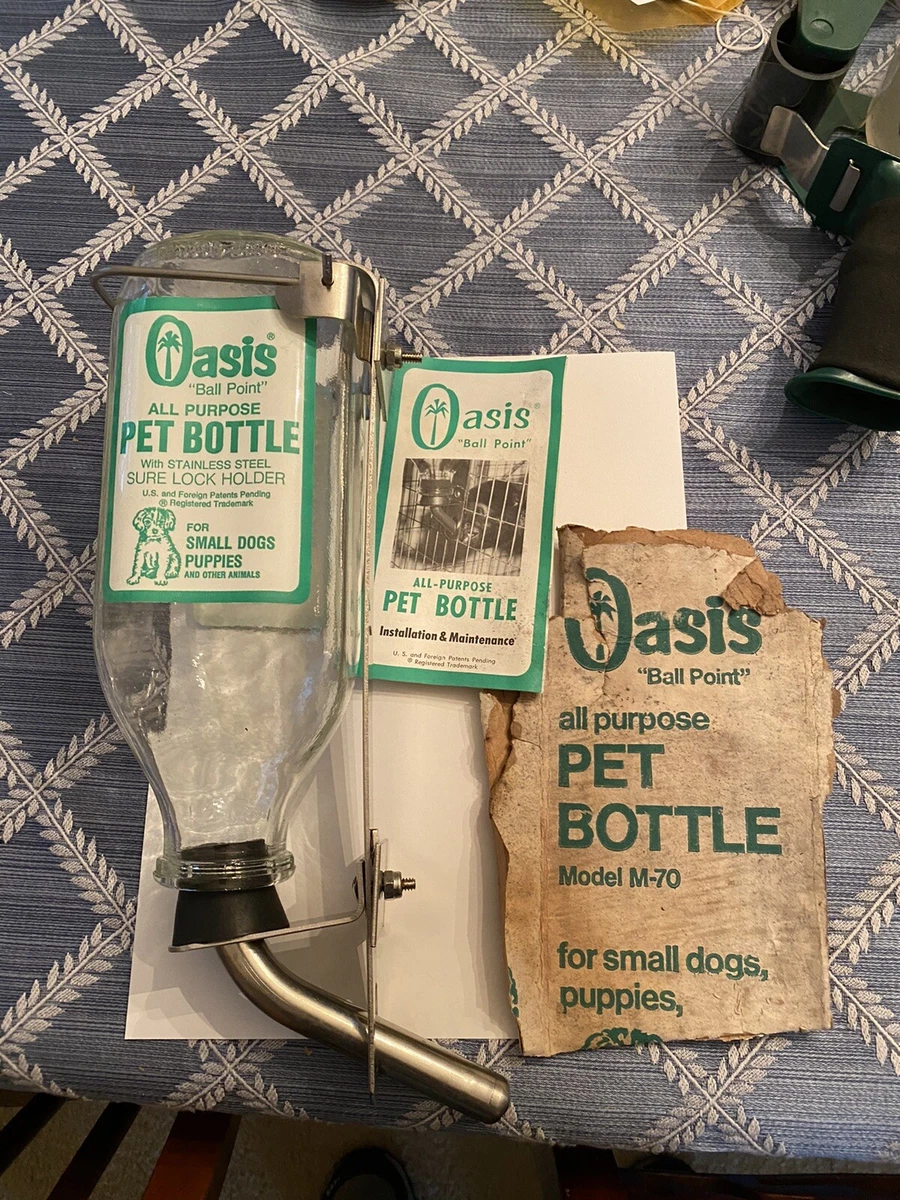 Oasis®
"Ball Point"
ALL PURPOSE
PET BOTTLE
With STAINLESS STEEL
SURE LOCK HOLDER
U.S. and Foreign Patents Pending
® Registered Trademark
FOR
SMALL DOGS
PUPPIES
AND OTHER ANIMALS
Oasis®
"Ball Point"
ALL-PURPOSE
PET BOTTLE
Installation & Maintenance
U. S. and Foreign Patents Pending
® Registered Trademark
Oasis
"Ball Point"
all purpose
PET
BOTTLE
Model M-70
for small dogs,
puppies,